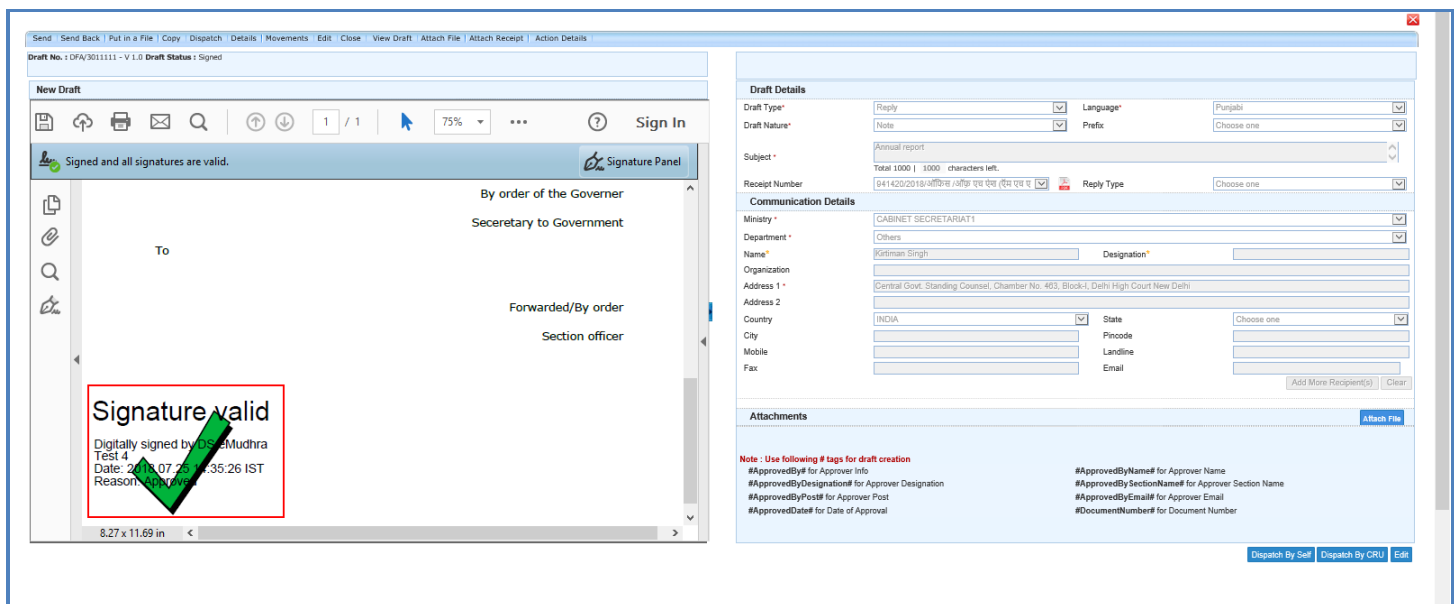 Send | Send Back | Put in a File | Copy | Dispatch | Details | Movements | Edit | Close | View Draft | Attach File | Attach Receipt | Action Details |
Draft No. : DFA/3011111 - V 1.0 Draft Status : Signed
New Draft
1 / 1 75% ••• ? Sign In
Signed and all signatures are valid. Signature Panel
By order of the Governer
Seceretary to Government
To
Forwarded/By order
Section officer
Signature valid
Digitally signed by DS eMudhra
Test 4
Date: 2018.07.25 14:35:26 IST
Reason: Approved
8.27 x 11.69 in
Draft Details
Draft Type* Reply Language* Punjabi
Draft Nature* Note Prefix Choose one
Subject * Annual report
Total 1000 | 1000 characters left.
Receipt Number 941420/2018/ऑफिस /ऑफ़ Reply Type Choose one
Communication Details
Ministry * CABINET SECRETARIAT1
Department * Others
Name* Kirtiman Singh Designation*
Organization
Address 1 * Central Govt. Standing Counsel, Chamber No. 463, Block-I, Delhi High Court New Delhi
Address 2
Country INDIA State Choose one
City Pincode
Mobile Landline
Fax Email
Add More Recipient(s) Clear
Attachments Attach File
Note : Use following # tags for draft creation
#ApprovedBy# for Approver Info #ApprovedByName# for Approver Name
#ApprovedByDesignation# for Approver Designation #ApprovedBySectionName# for Approver Section Name
#ApprovedByPost# for Approver Post #ApprovedByEmail# for Approver Email
#ApprovedDate# for Date of Approval #DocumentNumber# for Document Number
Dispatch By Self Dispatch By CRU Edit